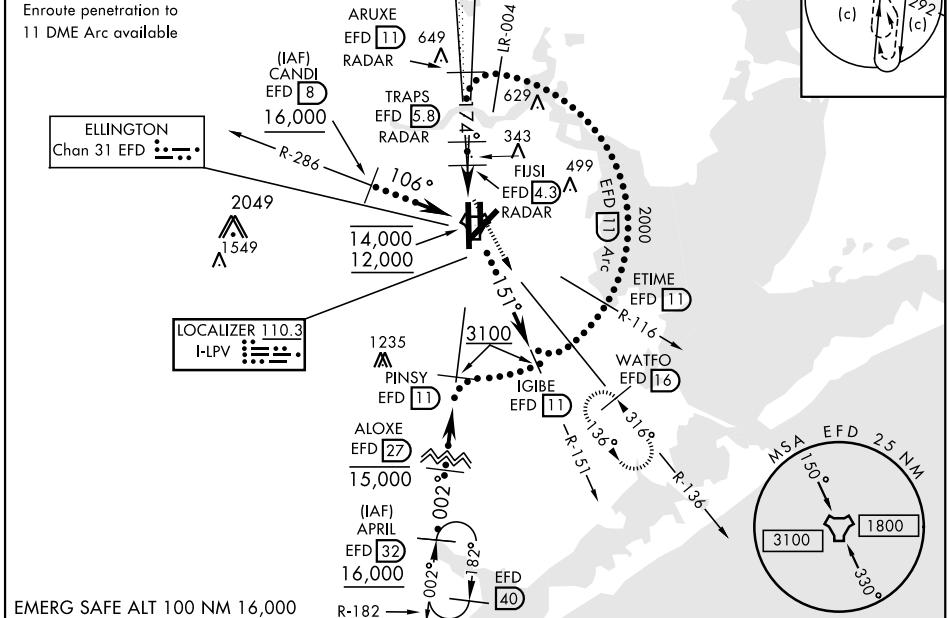 Enroute penetration to
11 DME Arc available
ARUXE
EFD 11
RADAR
649
LR-004
292
(c)
(c)
(IAF)
CANDI
EFD 8
16,000
TRAPS
EFD 5.8
RADAR
629
174°
343
ELLINGTON
Chan 31 EFD
R-286
106°
FIJSI
EFD 4.3
RADAR
499
EFD 11 Arc
2000
2049
1549
14,000
12,000
151°
ETIME
EFD 11
R-116
LOCALIZER 110.3
I-LPV
1235
3100
PINSY
EFD 11
IGIBE
EFD 11
WATFO
EFD 16
316°
136°
R-151
R-136
ALOXE
EFD 27
15,000
002°
(IAF)
APRIL
EFD 32
16,000
002°
182°
EFD
40
R-182
MSA EFD 25 NM
150°
3100
1800
330°
EMERG SAFE ALT 100 NM 16,000